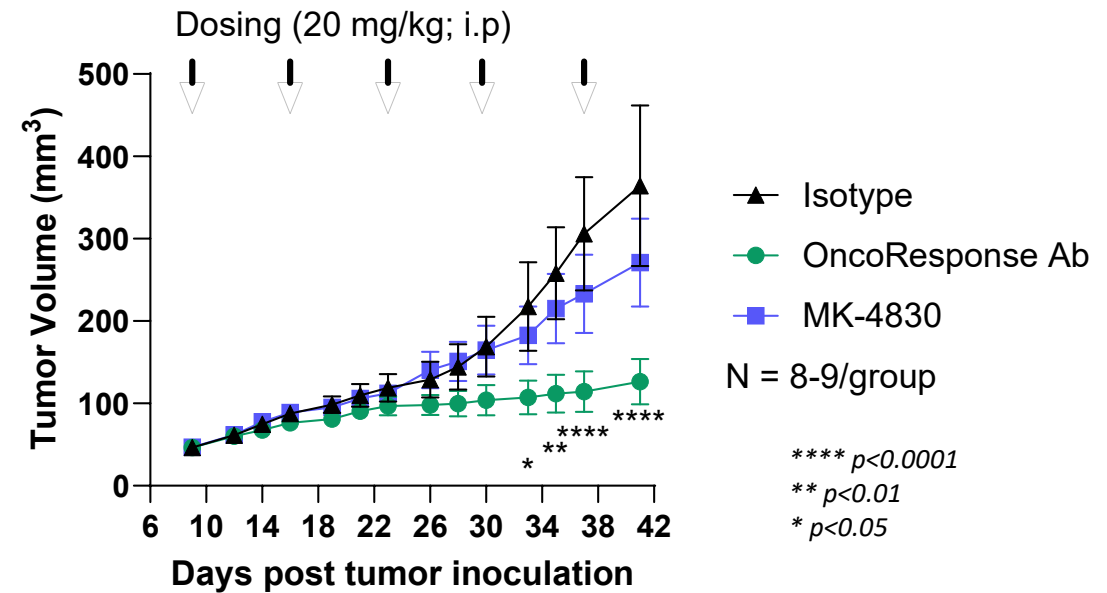 Dosing (20 mg/kg; i.p)
500
400
300
200
100
0
Tumor Volume (mm³)
6 10 14 18 22 26 30 34 38 42
Days post tumor inoculation
*
**
****
****
Isotype
OncoResponse Ab
MK-4830
N = 8-9/group
**** p<0.0001
** p<0.01
* p<0.05